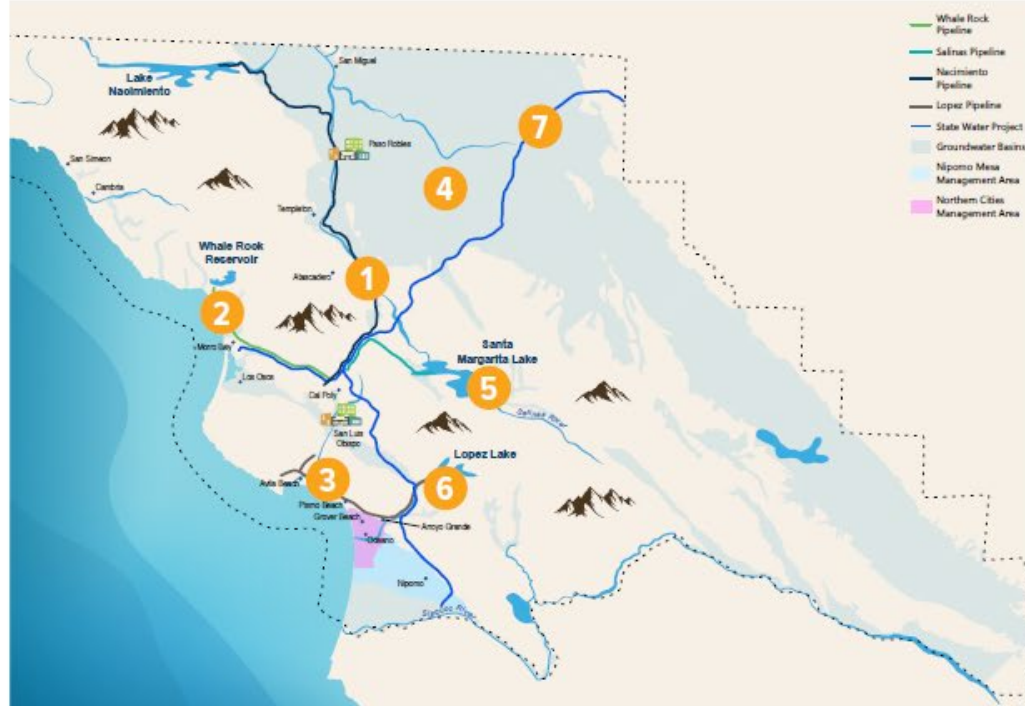 Whale Rock
Pipeline
Salinas Pipeline
Nacimiento
Pipeline
Lopez Pipeline
State Water Project
Groundwater Basins
Nipomo Mesa
Management Area
Northern Cities
Management Area
San Miguel
Lake
Nacimiento
7
Paso Robles
San Simeon
4
Cambria
Templeton
Whale Rock
Reservoir
Atascadero
1
2
Morro Bay
Santa
Margarita Lake
Los Osos
5
Cal Poly
Salinas River
San Luis
Obispo
Lopez Lake
Avila Beach
3
6
Pismo Beach
Grover Beach
Arroyo Grande
Oceano
Nipomo